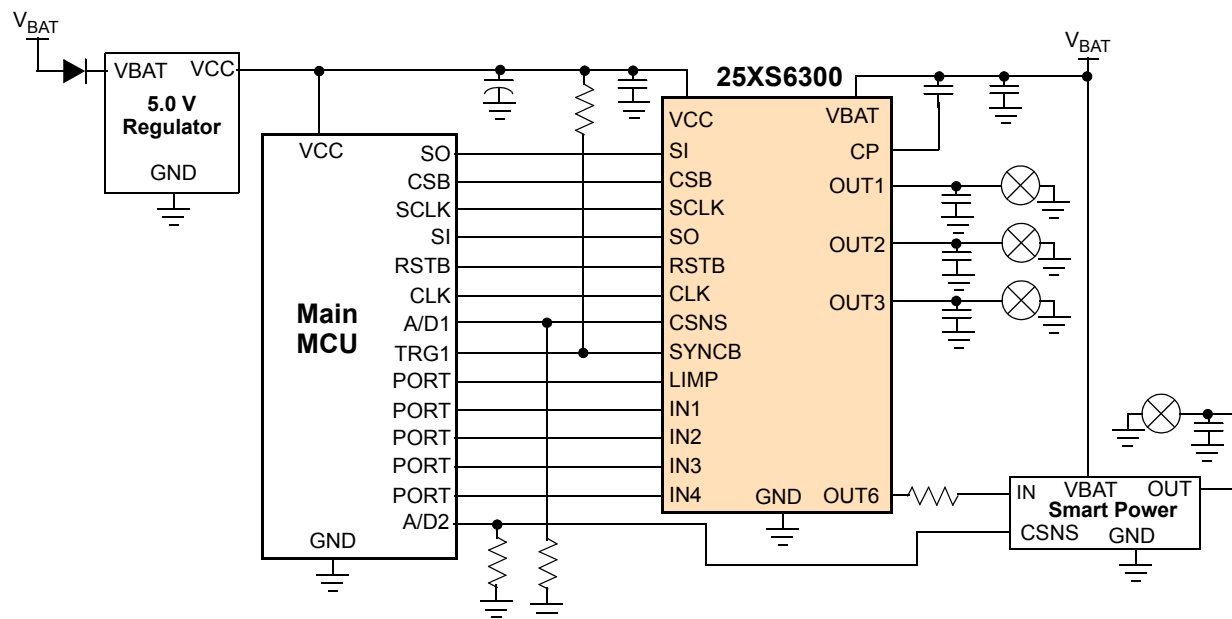 VBAT
VBAT VCC
5.0 V
Regulator
GND
VCC
SO
CSB
SCLK
SI
RSTB
CLK
A/D1
TRG1
PORT
PORT
PORT
PORT
PORT
A/D2
Main
MCU
GND
25XS6300
VCC
SI
CSB
SCLK
SO
RSTB
CLK
CSNS
SYNCB
LIMP
IN1
IN2
IN3
IN4
VBAT
CP
OUT1
OUT2
OUT3
GND OUT6
VBAT
IN VBAT OUT
Smart Power
CSNS GND